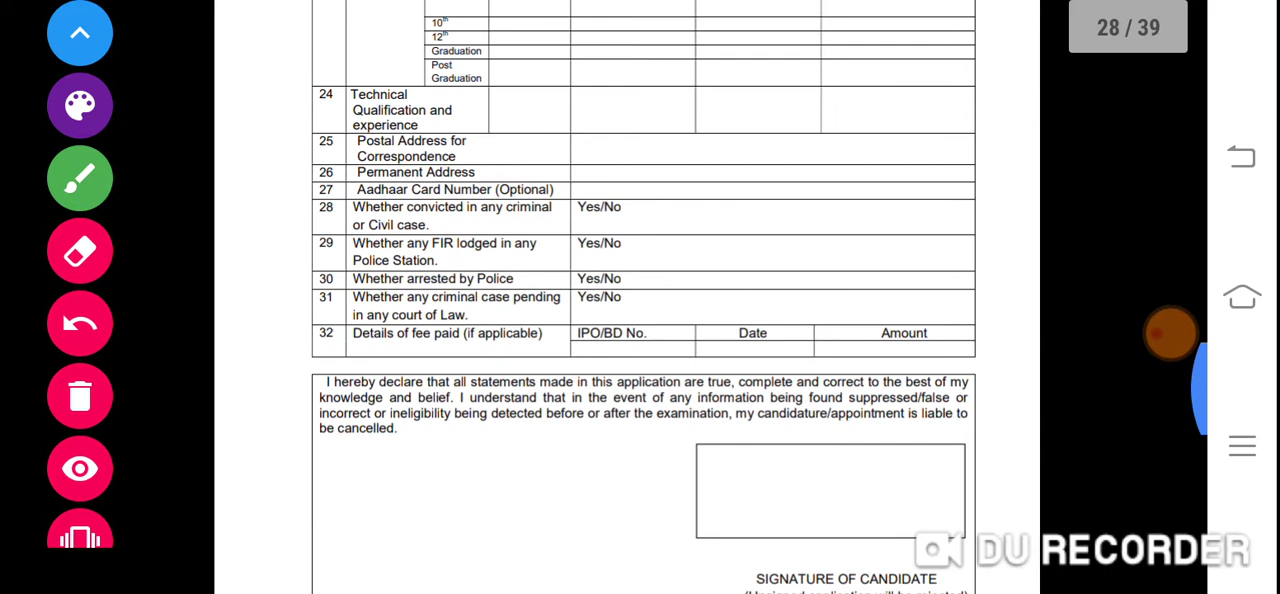 28 / 39
10th
12th
Graduation
Post
Graduation
24 Technical
Qualification and
experience
25 Postal Address for
Correspondence
26 Permanent Address
27 Aadhaar Card Number (Optional)
28 Whether convicted in any criminal Yes/No
or Civil case.
29 Whether any FIR lodged in any Yes/No
Police Station.
30 Whether arrested by Police Yes/No
31 Whether any criminal case pending Yes/No
in any court of Law.
32 Details of fee paid (if applicable) IPO/BD No. Date Amount
I hereby declare that all statements made in this application are true, complete and correct to the best of my
knowledge and belief. I understand that in the event of any information being found suppressed/false or
incorrect or ineligibility being detected before or after the examination, my candidature/appointment is liable to
be cancelled.
DU RECORDER
SIGNATURE OF CANDIDATE
(Unsigned application will be rejected)